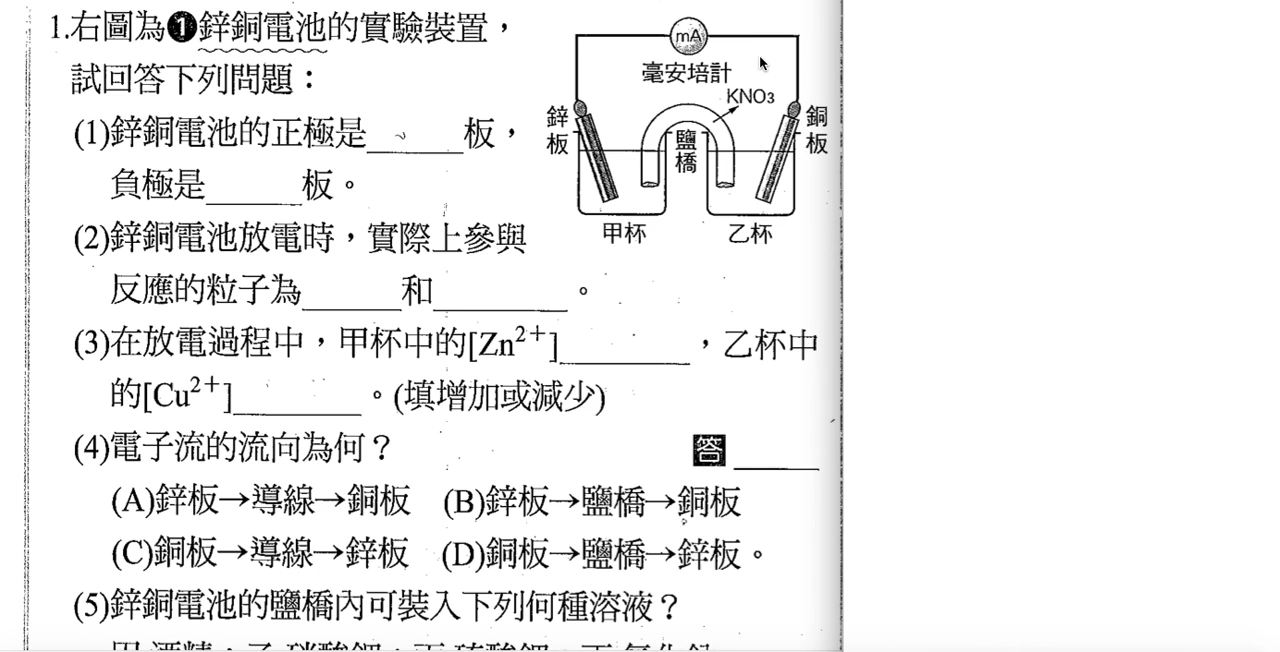 1.右圖為❶鋅銅電池的實驗裝置，
試回答下列問題：
(1)鋅銅電池的正極是______板，
負極是______板。
(2)鋅銅電池放電時，實際上參與
反應的粒子為______和________。
(3)在放電過程中，甲杯中的[Zn²⁺]________，乙杯中
的[Cu²⁺]________。(填增加或減少)
(4)電子流的流向為何？ 答_____
(A)鋅板→導線→銅板 (B)鋅板→鹽橋→銅板
(C)銅板→導線→鋅板 (D)銅板→鹽橋→鋅板。
(5)鋅銅電池的鹽橋內可裝入下列何種溶液？
mA
毫安培計
KNO₃
鋅板
鹽橋
銅板
甲杯
乙杯